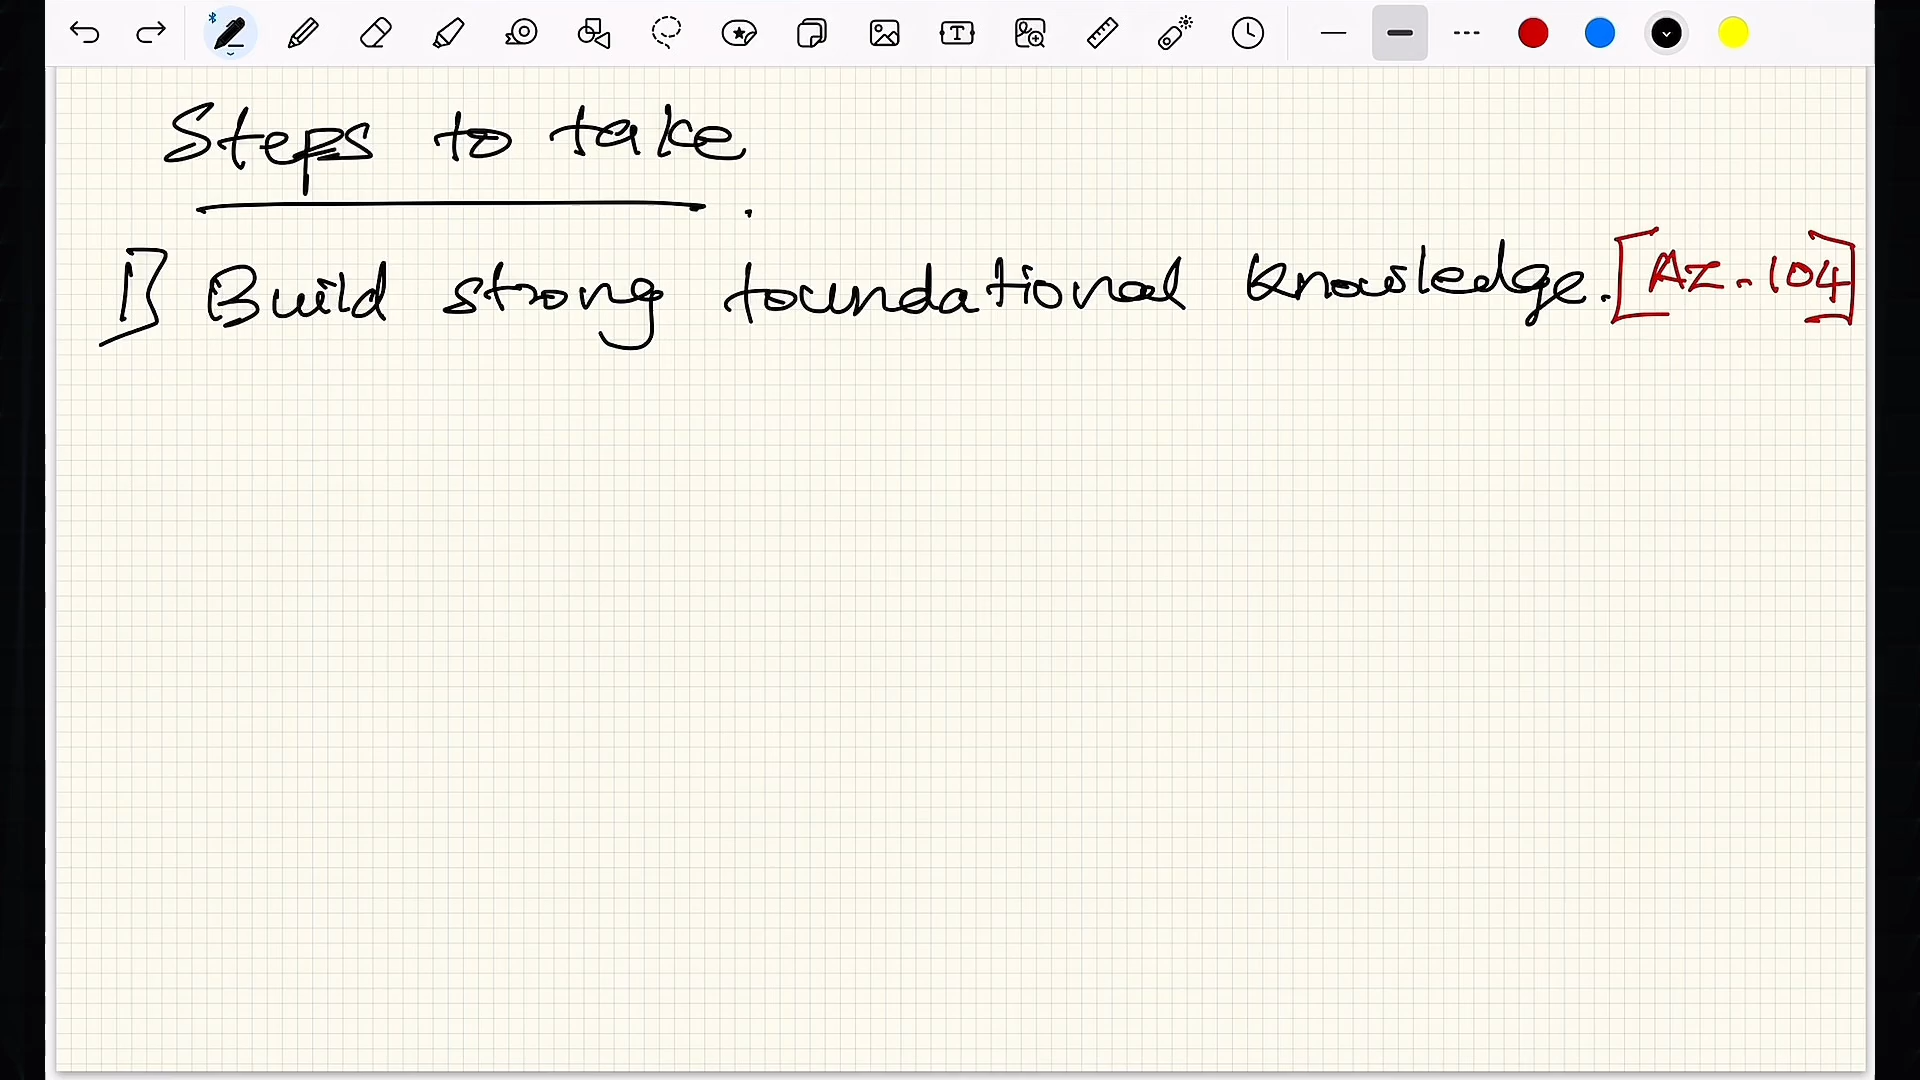 Steps to take
1] Build strong foundational knowledge. [AZ-104]